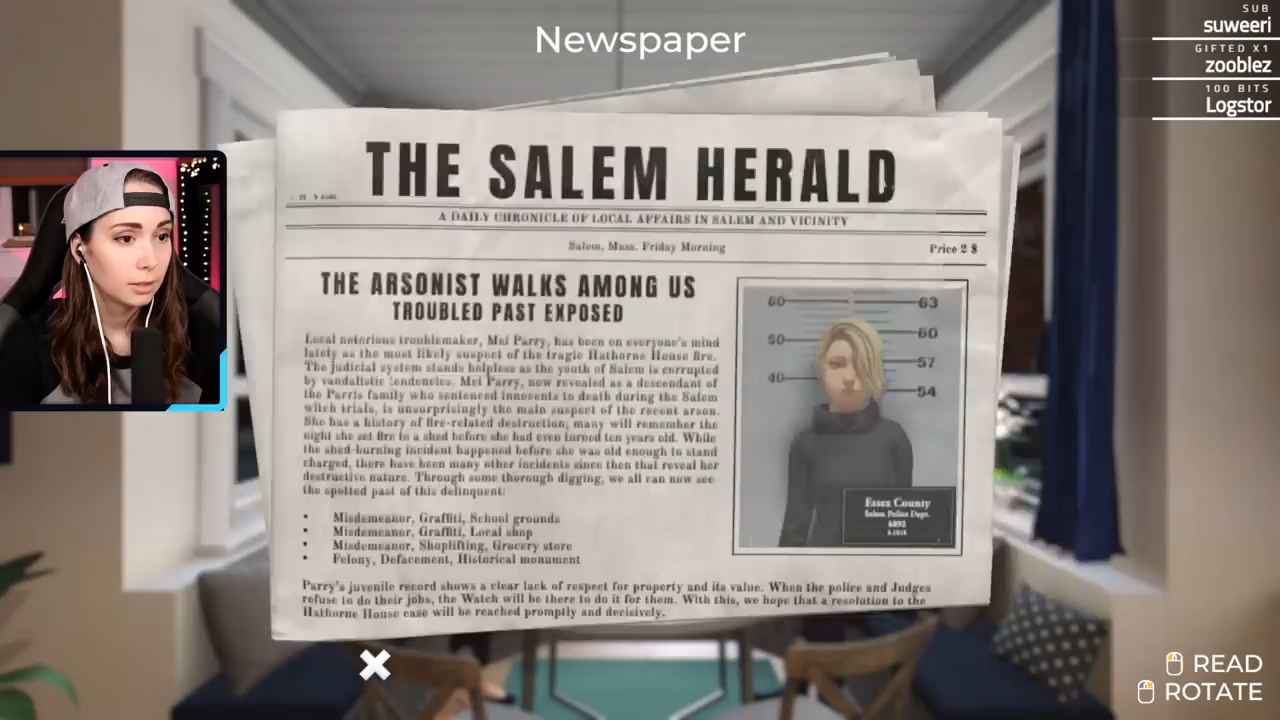 Newspaper
SUB
suweeri
GIFTED X1
zooblez
100 BITS
Logstor
THE SALEM HERALD
A DAILY CHRONICLE OF LOCAL AFFAIRS IN SALEM AND VICINITY
Salem, Mass. Friday Morning
Price 2 $
THE ARSONIST WALKS AMONG US
TROUBLED PAST EXPOSED
Local notorious troublemaker, Mei Parry, has been on everyone's mind
lately as the most likely suspect of the tragic Hathorne House fire.
The judicial system stands helpless as the youth of Salem is corrupted
by vandalistic tendencies. Mei Parry, now revealed as a descendant of
the Parris family who sentenced innocents to death during the Salem
witch trials, is unsurprisingly the main suspect of the recent arson.
She has a history of fire-related destruction; many will remember the
night she set fire to a shed before she had even turned ten years old. While
the shed-burning incident happened before she was old enough to stand
charged, there have been many other incidents since then that reveal her
destructive nature. Through some thorough digging, we all can now see
the spotted past of this delinquent:
• Misdemeanor, Graffiti, School grounds
• Misdemeanor, Graffiti, Local shop
• Misdemeanor, Shoplifting, Grocery store
• Felony, Defacement, Historical monument
Parry's juvenile record shows a clear lack of respect for property and its value. When the police and Judges
refuse to do their jobs, the Watch will be there to do it for them. With this, we hope that a resolution to the
Hathorne House case will be reached promptly and decisively.
60 63
50 60
57
40 54
Essex County
Salem Police Dept.
READ
ROTATE